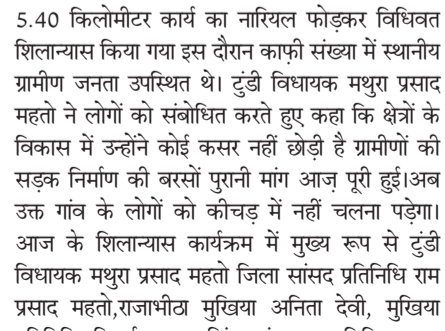 5.40 किलोमीटर कार्य का नारियल फोड़कर विधिवत
शिलान्यास किया गया इस दौरान काफ़ी संख्या में स्थानीय
ग्रामीण जनता उपस्थित थे। टुंडी विधायक मथुरा प्रसाद
महतो ने लोगों को संबोधित करते हुए कहा कि क्षेत्रों के
विकास में उन्होंने कोई कसर नहीं छोड़ी है ग्रामीणों की
सड़क निर्माण की बरसों पुरानी मांग आज़ पूरी हुई।अब
उक्त गांव के लोगों को कीचड़ में नहीं चलना पड़ेगा।
आज के शिलान्यास कार्यक्रम में मुख्य रूप से टुंडी
विधायक मथुरा प्रसाद महतो जिला सांसद प्रतिनिधि राम
प्रसाद महतो,राजाभीठा मुखिया अनिता देवी, मुखिया